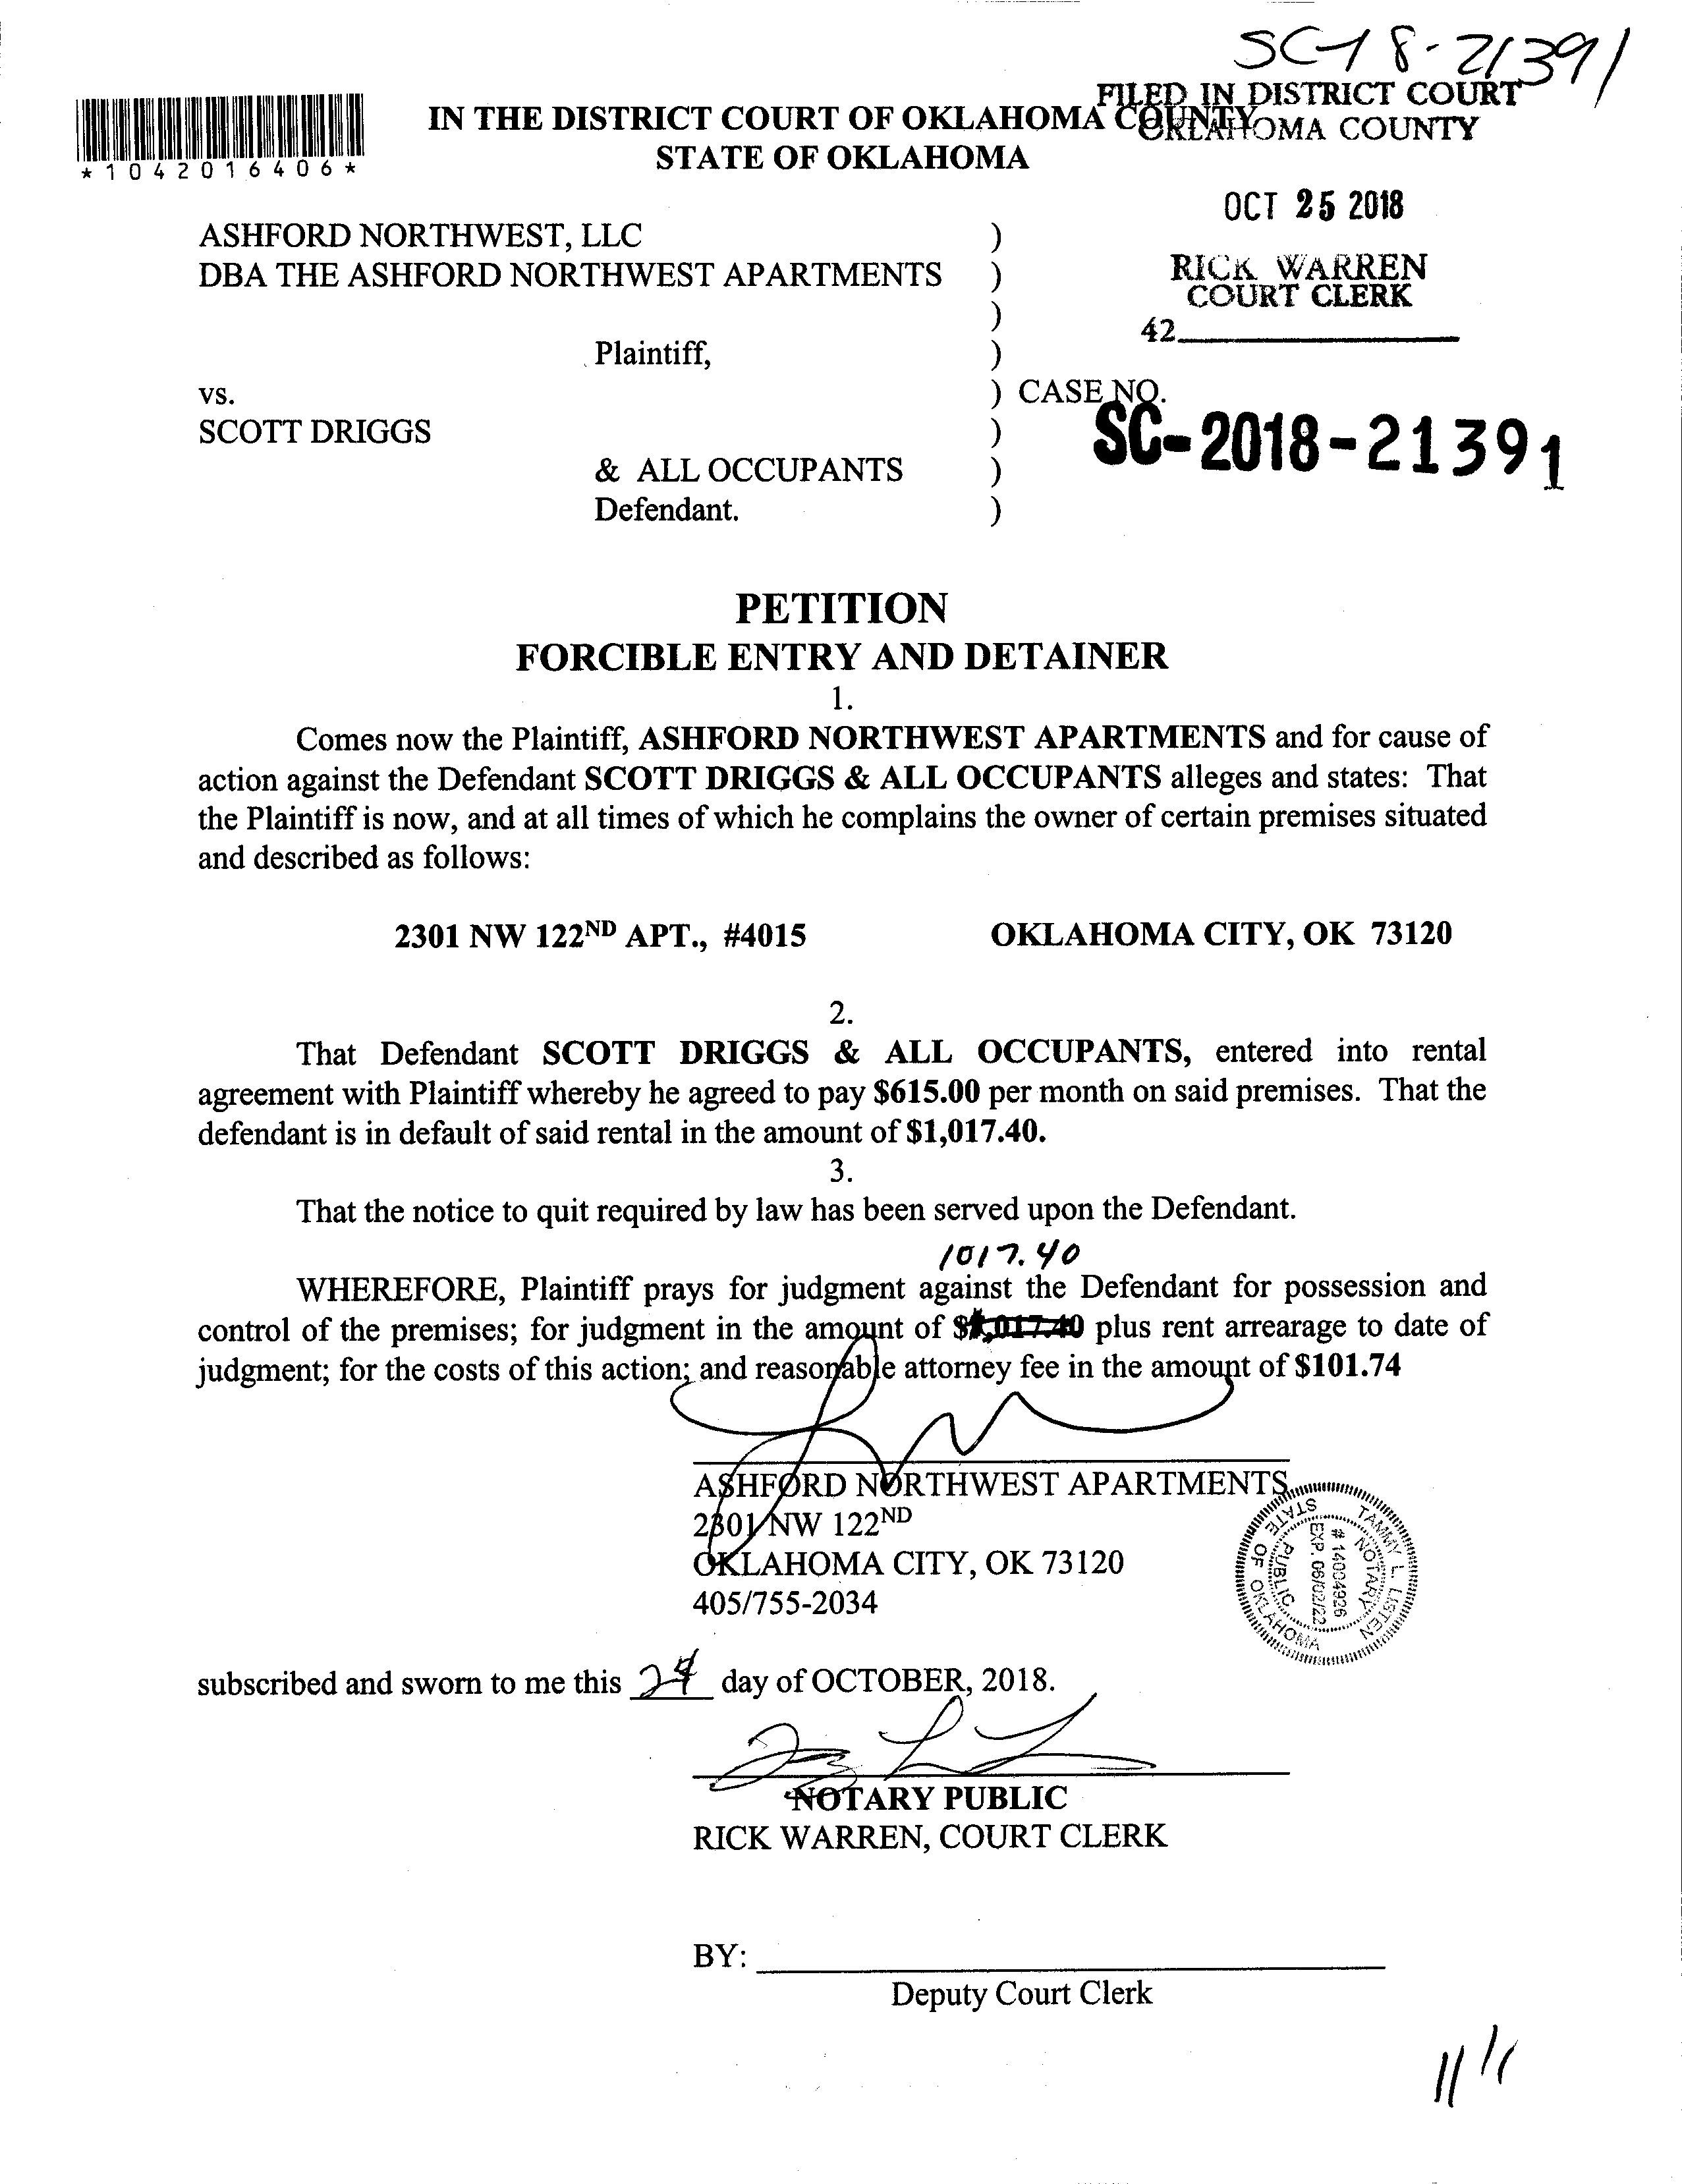 SC-18-21391
*1042016406*
IN THE DISTRICT COURT OF OKLAHOMA COUNTY
STATE OF OKLAHOMA
FILED IN DISTRICT COURT
OKLAHOMA COUNTY
OCT 25 2018
RICK WARREN
COURT CLERK
42
ASHFORD NORTHWEST, LLC )
DBA THE ASHFORD NORTHWEST APARTMENTS )
)
Plaintiff, )
vs. ) CASE NO.
SC-2018-21391
SCOTT DRIGGS )
& ALL OCCUPANTS )
Defendant. )
PETITION
FORCIBLE ENTRY AND DETAINER
1.
Comes now the Plaintiff, ASHFORD NORTHWEST APARTMENTS and for cause of
action against the Defendant SCOTT DRIGGS & ALL OCCUPANTS alleges and states: That
the Plaintiff is now, and at all times of which he complains the owner of certain premises situated
and described as follows:
2301 NW 122ND APT., #4015 OKLAHOMA CITY, OK 73120
2.
That Defendant SCOTT DRIGGS & ALL OCCUPANTS, entered into rental
agreement with Plaintiff whereby he agreed to pay $615.00 per month on said premises. That the
defendant is in default of said rental in the amount of $1,017.40.
3.
That the notice to quit required by law has been served upon the Defendant.
1017.40
WHEREFORE, Plaintiff prays for judgment against the Defendant for possession and
control of the premises; for judgment in the amount of $1,017.40 plus rent arrearage to date of
judgment; for the costs of this action; and reasonable attorney fee in the amount of $101.74
ASHFORD NORTHWEST APARTMENTS
2301 NW 122ND
OKLAHOMA CITY, OK 73120
405/755-2034
TAMMY L. LISTEN
NOTARY PUBLIC
# 14004926
EXP. 06/02/22
STATE OF OKLAHOMA
subscribed and sworn to me this 24 day of OCTOBER, 2018.
NOTARY PUBLIC
RICK WARREN, COURT CLERK
BY:
Deputy Court Clerk